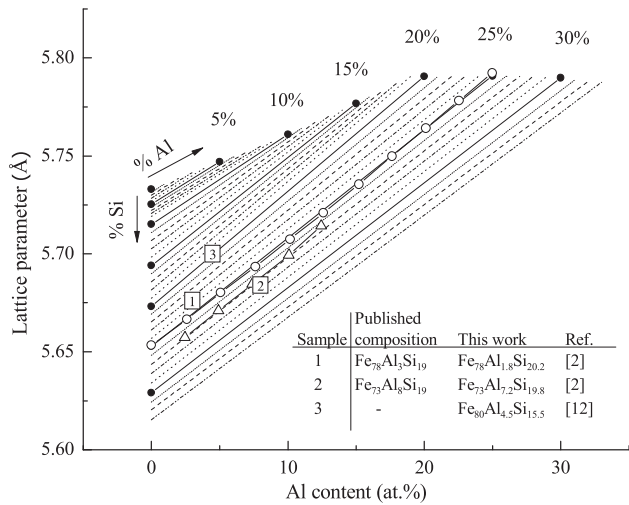 5.80
5.75
5.70
5.65
5.60
Lattice parameter (Å)
0
10
20
30
Al content (at.%)
5%
10%
15%
20%
25%
30%
% Al
% Si
1
2
3
Published
Sample composition This work Ref.
1 Fe₇₈Al₃Si₁₉ Fe₇₈Al₁.₈Si₂₀.₂ [2]
2 Fe₇₃Al₈Si₁₉ Fe₇₃Al₇.₂Si₁₉.₈ [2]
3 - Fe₈₀Al₄.₅Si₁₅.₅ [12]